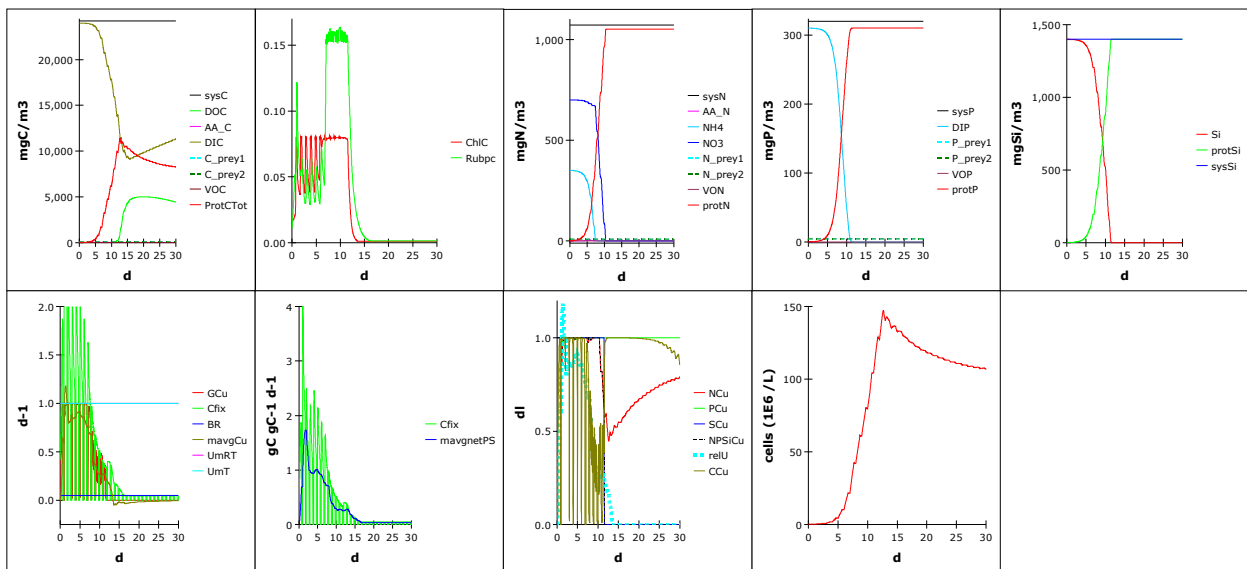 mgC/m3
20,000
15,000
10,000
5,000
0
0 5 10 15 20 25 30
d
sysC
DOC
AA_C
DIC
C_prey1
C_prey2
VOC
ProtCTot
0.15
0.10
0.05
0.00
0 5 10 15 20 25 30
d
ChlC
Rubpc
mgN/m3
1,000
500
0
0 5 10 15 20 25 30
d
sysN
AA_N
NH4
NO3
N_prey1
N_prey2
VON
protN
mgP/m3
300
200
100
0
0 5 10 15 20 25 30
d
sysP
DIP
P_prey1
P_prey2
VOP
protP
mgSi/m3
1,500
1,000
500
0
0 5 10 15 20 25 30
d
Si
protSi
sysSi
d-1
2.0
1.5
1.0
0.5
0.0
0 5 10 15 20 25 30
d
GCu
Cfix
BR
mavgCu
UmRT
UmT
gC gC-1 d-1
4
3
2
1
0
0 5 10 15 20 25 30
d
Cfix
mavgnetPS
dl
1.0
0.5
0.0
0 5 10 15 20 25 30
d
NCu
PCu
SCu
NPSiCu
relU
CCu
cells (1E6 /L)
150
100
50
0
0 5 10 15 20 25 30
d